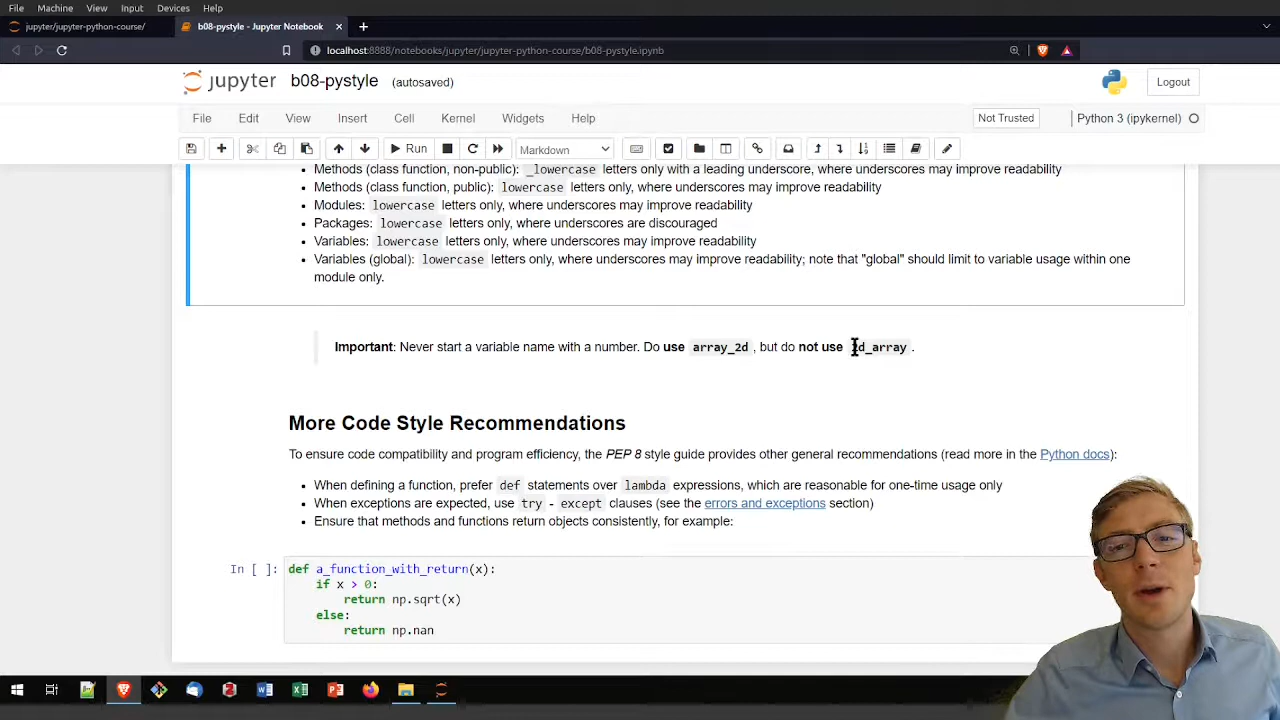 File Machine View Input Devices Help
jupyter/jupyter-python-course/
b08-pystyle - Jupyter Notebook
localhost:8888/notebooks/jupyter/jupyter-python-course/b08-pystyle.ipynb
jupyter b08-pystyle (autosaved)
Logout
File Edit View Insert Cell Kernel Widgets Help
Not Trusted
Python 3 (ipykernel)
Run
Markdown
Methods (class function, non-public): _lowercase letters only with a leading underscore, where underscores may improve readability
Methods (class function, public): lowercase letters only, where underscores may improve readability
Modules: lowercase letters only, where underscores may improve readability
Packages: lowercase letters only, where underscores are discouraged
Variables: lowercase letters only, where underscores may improve readability
Variables (global): lowercase letters only, where underscores may improve readability; note that "global" should limit to variable usage within one
module only.
Important: Never start a variable name with a number. Do use array_2d , but do not use 2d_array .
More Code Style Recommendations
To ensure code compatibility and program efficiency, the PEP 8 style guide provides other general recommendations (read more in the Python docs):
When defining a function, prefer def statements over lambda expressions, which are reasonable for one-time usage only
When exceptions are expected, use try - except clauses (see the errors and exceptions section)
Ensure that methods and functions return objects consistently, for example:
In [ ]: def a_function_with_return(x):
if x > 0:
return np.sqrt(x)
else:
return np.nan